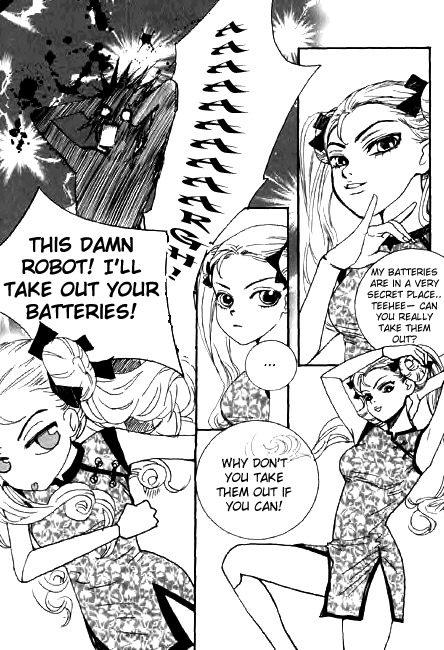 AAAAAAAAAAARGH!
THIS DAMN
ROBOT! I'LL
TAKE OUT YOUR
BATTERIES!
...
MY BATTERIES
ARE IN A VERY
SECRET PLACE..
TEEHEE— CAN
YOU REALLY
TAKE THEM
OUT?
WHY DON'T
YOU TAKE
THEM OUT IF
YOU CAN!